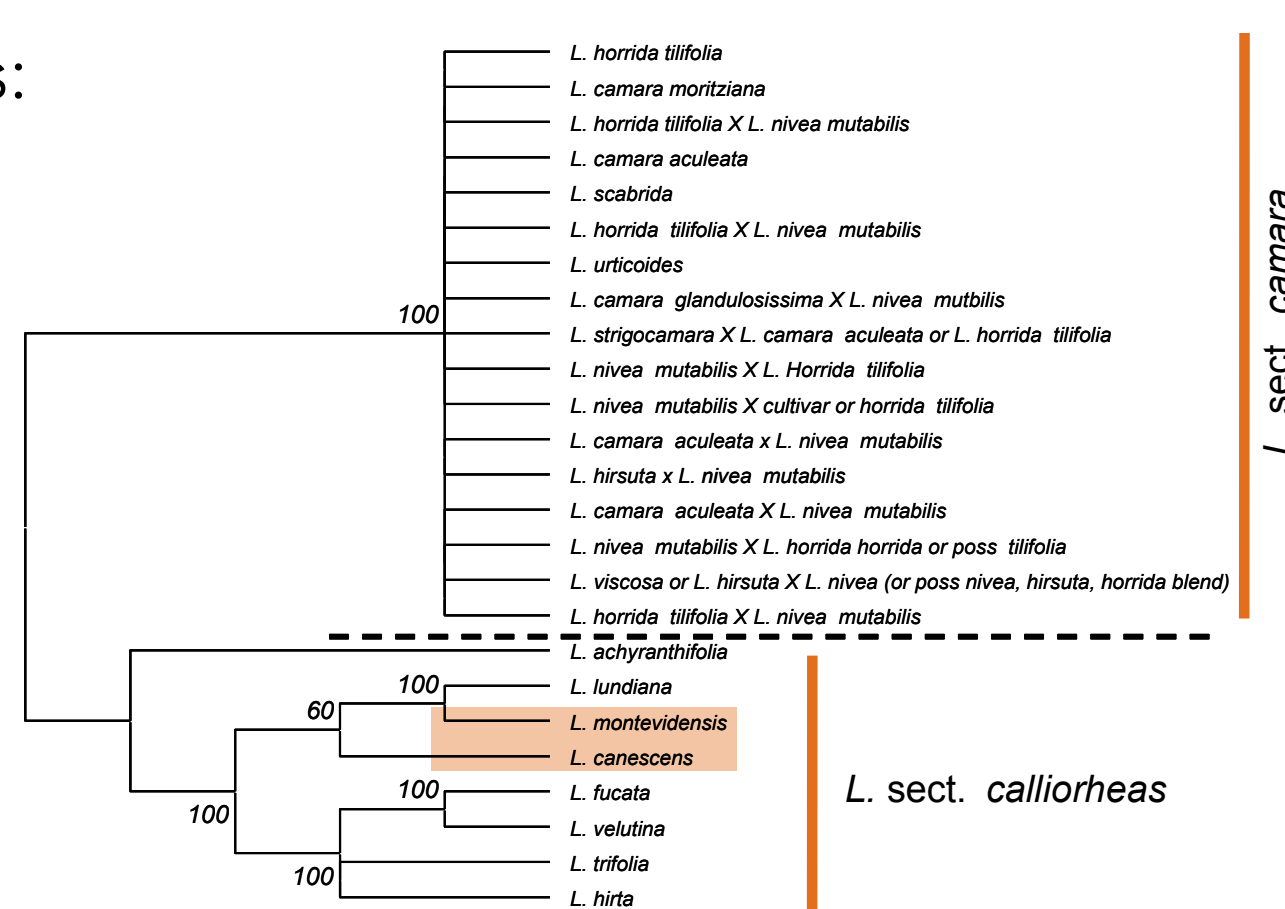 s:
L. horrida tilifolia
L. camara moritziana
L. horrida tilifolia X L. nivea mutabilis
L. camara aculeata
L. scabrida
L. horrida tilifolia X L. nivea mutabilis
L. urticoides
L. camara glandulosissima X L. nivea mutbilis
100
L. strigocamara X L. camara aculeata or L. horrida tilifolia
L. nivea mutabilis X L. Horrida tilifolia
L. nivea mutabilis X cultivar or horrida tilifolia
L. camara aculeata x L. nivea mutabilis
L. hirsuta x L. nivea mutabilis
L. camara aculeata X L. nivea mutabilis
L. nivea mutabilis X L. horrida horrida or poss tilifolia
L. viscosa or L. hirsuta X L. nivea (or poss nivea, hirsuta, horrida blend)
L. horrida tilifolia X L. nivea mutabilis
L. sect. camara
L. achyranthifolia
100
L. lundiana
60
L. montevidensis
L. canescens
100
L. fucata
100
L. velutina
L. trifolia
100
L. hirta
L. sect. calliorheas